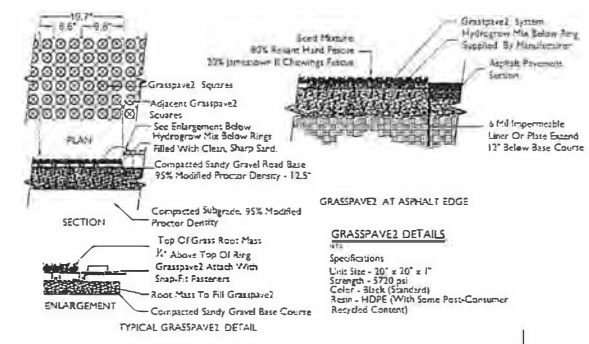 19.7"
9.8"
Grasspave2 Squares
Adjacent Grasspave2
Squares
See Enlargement Below
Hydrogrow Mix Below Rings
Filled With Clean, Sharp Sand.
PLAN
Compacted Sandy Gravel Road Base
95% Modified Proctor Density - 12.5"
SECTION
Compacted Subgrade, 95% Modified
Proctor Density
Top Of Grass Root Mass
Above Top Of Ring
Grasspave2 Attach With
Snap-Fit Fasteners
Root Mass To Fill Grasspave2
ENLARGEMENT
Compacted Sandy Gravel Base Course
TYPICAL GRASSPAVE2 DETAIL
Seed Mixture
80% Reliant Hard Fescue
20% Jamestown II Chewings Fescue
Grasspave2 System
Hydrogrow Mix Below Ring
Supplied By Manufacturer
Asphalt Pavement
Section
6 Mil Impermeable
Liner Or Plate Extend
12" Below Base Course
GRASSPAVE2 AT ASPHALT EDGE
GRASSPAVE2 DETAILS
NTS
Specifications
Unit Size - 20" x 20" x 1"
Strength - 5720 psi
Color - Black (Standard)
Resin - HDPE (With Some Post-Consumer
Recycled Content)